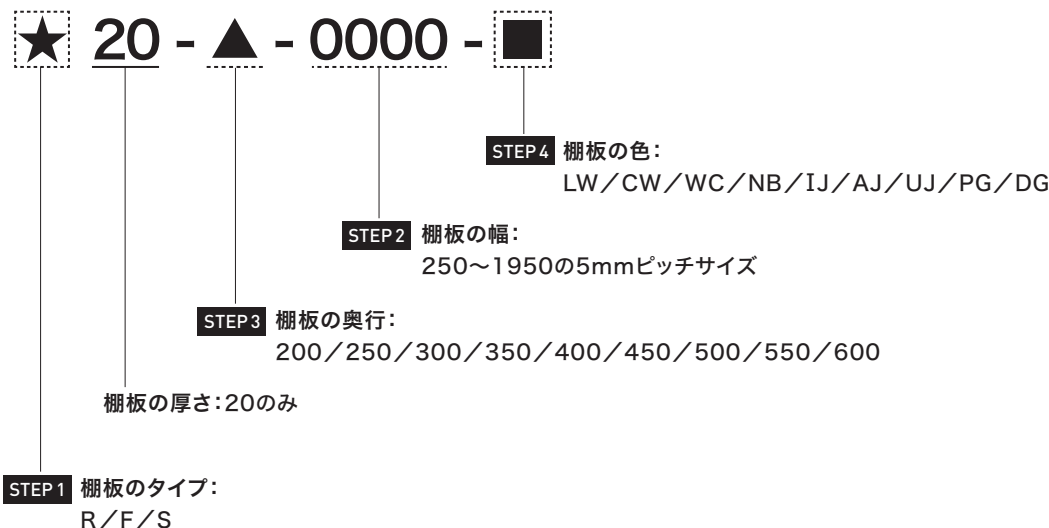 ★ 20 - ▲ - 0000 - ■
STEP4 棚板の色：
LW／CW／WC／NB／IJ／AJ／UJ／PG／DG
STEP2 棚板の幅：
250〜1950の5mmピッチサイズ
STEP3 棚板の奥行：
200／250／300／350／400／450／500／550／600
棚板の厚さ：20のみ
STEP1 棚板のタイプ：
R／F／S